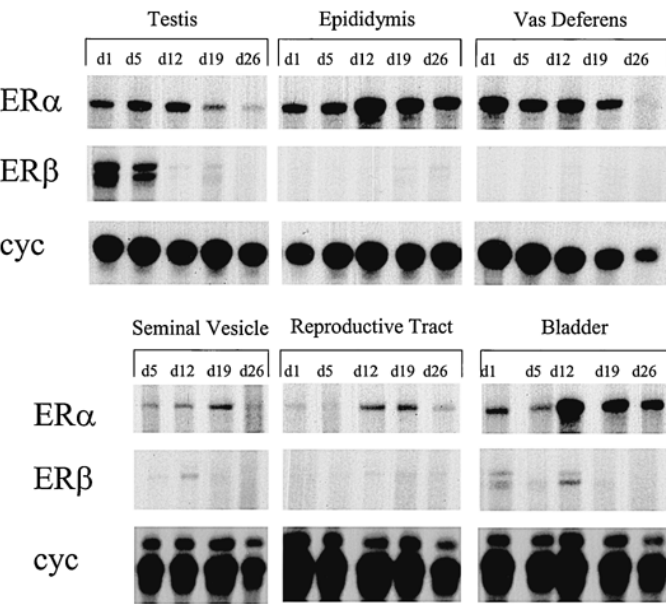 Testis Epididymis Vas Deferens
d1 d5 d12 d19 d26 d1 d5 d12 d19 d26 d1 d5 d12 d19 d26
ERα
ERβ
cyc
Seminal Vesicle Reproductive Tract Bladder
d5 d12 d19 d26 d1 d5 d12 d19 d26 d1 d5 d12 d19 d26
ERα
ERβ
cyc